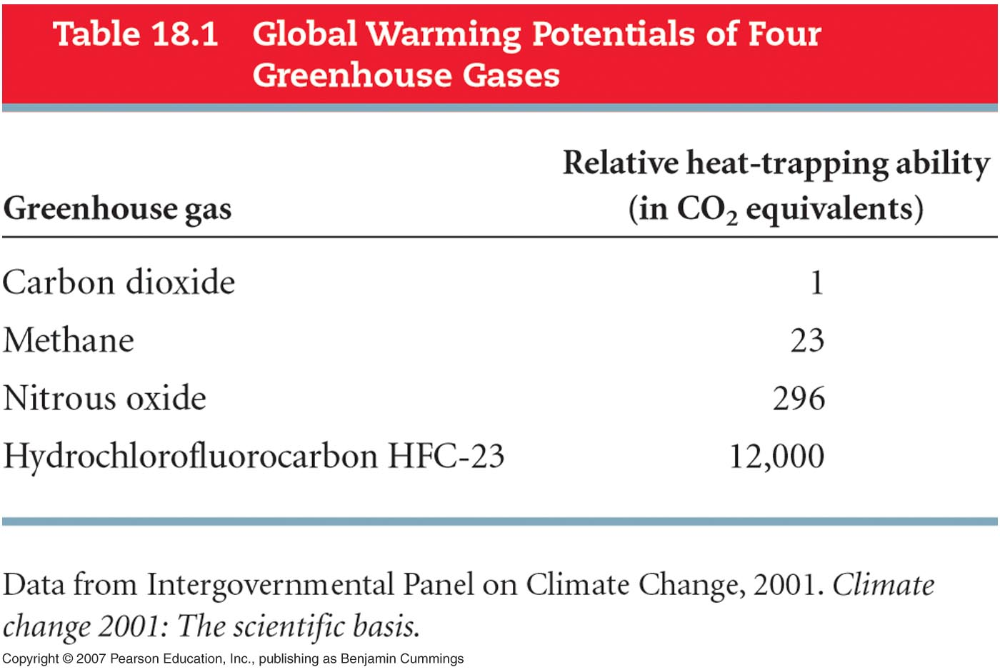 Table 18.1 Global Warming Potentials of Four
Greenhouse Gases
Relative heat-trapping ability
Greenhouse gas (in CO₂ equivalents)
Carbon dioxide 1
Methane 23
Nitrous oxide 296
Hydrochlorofluorocarbon HFC-23 12,000
Data from Intergovernmental Panel on Climate Change, 2001. Climate
change 2001: The scientific basis.
Copyright © 2007 Pearson Education, Inc., publishing as Benjamin Cummings